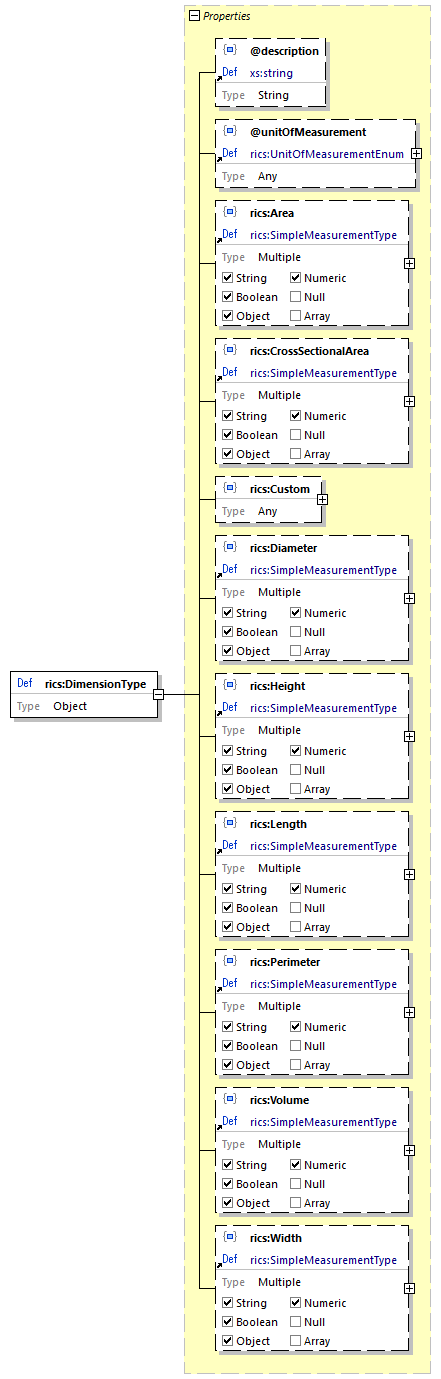 Properties
@description
Def xs:string
Type String
@unitOfMeasurement
Def rics:UnitOfMeasurementEnum
Type Any
rics:Area
Def rics:SimpleMeasurementType
Type Multiple
String Numeric
Boolean Null
Object Array
rics:CrossSectionalArea
Def rics:SimpleMeasurementType
Type Multiple
String Numeric
Boolean Null
Object Array
rics:Custom
Type Any
rics:Diameter
Def rics:SimpleMeasurementType
Type Multiple
String Numeric
Boolean Null
Object Array
Def rics:DimensionType
Type Object
rics:Height
Def rics:SimpleMeasurementType
Type Multiple
String Numeric
Boolean Null
Object Array
rics:Length
Def rics:SimpleMeasurementType
Type Multiple
String Numeric
Boolean Null
Object Array
rics:Perimeter
Def rics:SimpleMeasurementType
Type Multiple
String Numeric
Boolean Null
Object Array
rics:Volume
Def rics:SimpleMeasurementType
Type Multiple
String Numeric
Boolean Null
Object Array
rics:Width
Def rics:SimpleMeasurementType
Type Multiple
String Numeric
Boolean Null
Object Array